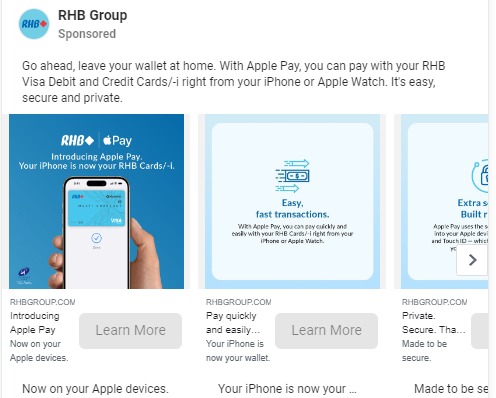 RHB Group
Sponsored
Go ahead, leave your wallet at home. With Apple Pay, you can pay with your RHB
Visa Debit and Credit Cards/-i right from your iPhone or Apple Watch. It's easy,
secure and private.
RHB Pay
Introducing Apple Pay.
Your iPhone is now your RHB Cards/-i.
VISA
Done
Easy,
fast transactions.
With Apple Pay, you can pay quickly and
easily with your RHB Cards/-i right from your
iPhone or Apple Watch.
Extra s
Built r
Apple Pay uses the s
into your Apple devi
and Touch ID — whic
RHBGROUP.COM
Introducing
Apple Pay
Now on your
Apple devices.
Learn More
RHBGROUP.COM
Pay quickly
and easily...
Your iPhone is
now your wallet.
Learn More
RHBGROUP.COM
Private.
Secure. Tha...
Made to be
secure.
Now on your Apple devices.
Your iPhone is now your ...
Made to be se